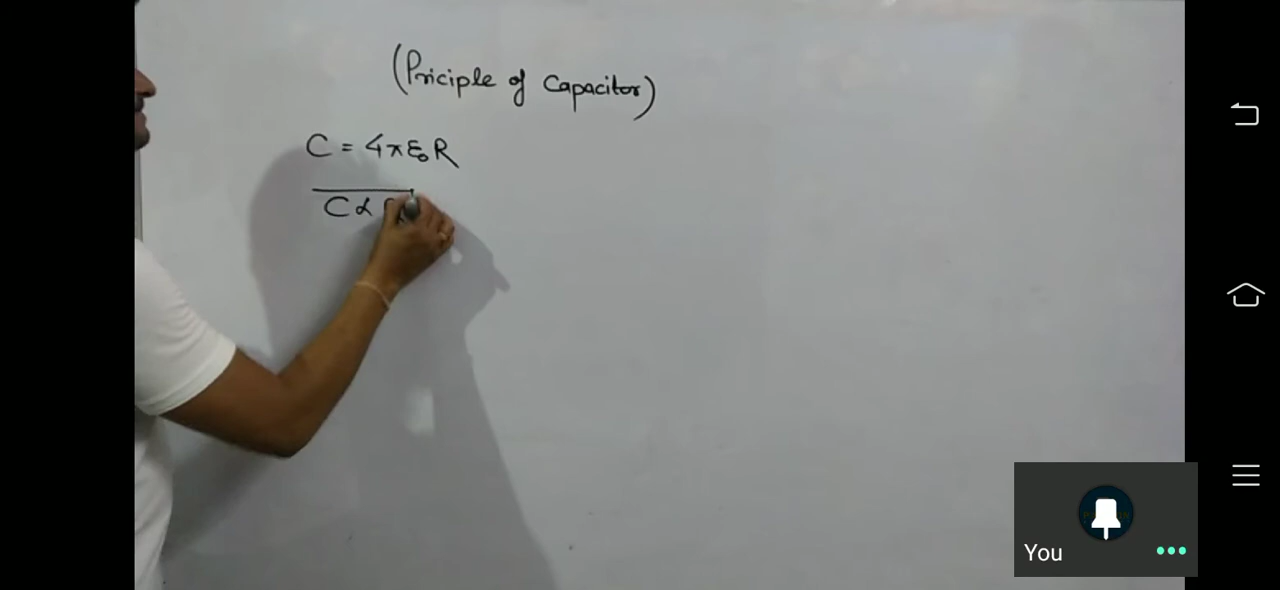 (Priciple of Capacitor)
C = 4πε₀R
C ∝
You